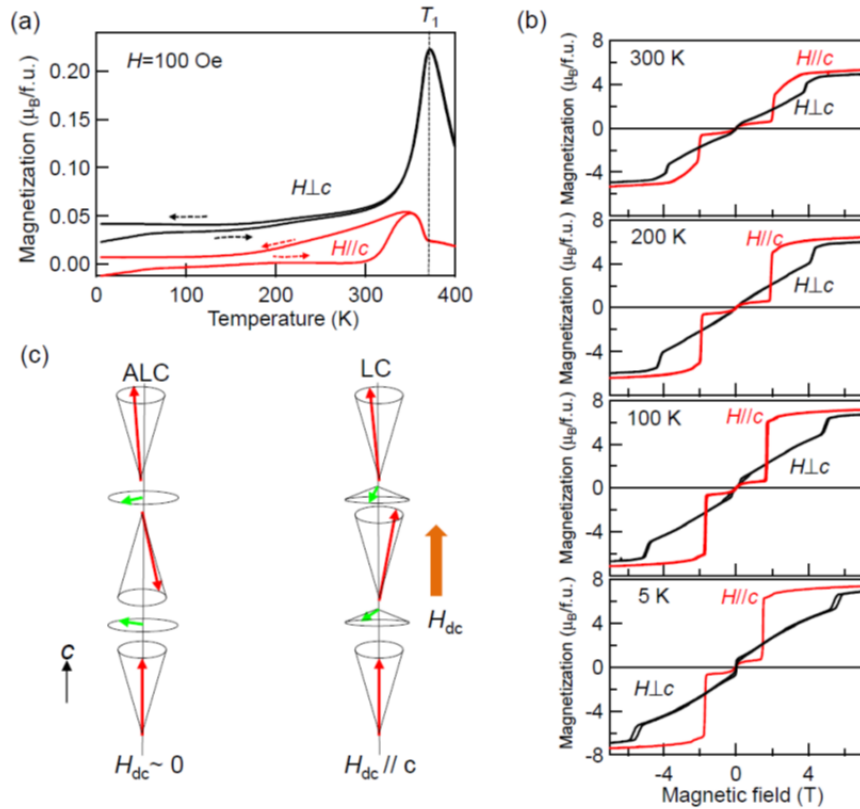 (a)
T1
H=100 Oe
H⊥c
H//c
Magnetization (μB/f.u.)
0.20
0.15
0.10
0.05
0.00
0 100 200 300 400
Temperature (K)
(b)
300 K
H//c
H⊥c
Magnetization (μB/f.u.)
8
4
0
-4
200 K
H//c
H⊥c
Magnetization (μB/f.u.)
8
4
0
-4
100 K
H//c
H⊥c
Magnetization (μB/f.u.)
8
4
0
-4
5 K
H//c
H⊥c
Magnetization (μB/f.u.)
8
4
0
-4
-8
-4 0 4
Magnetic field (T)
(c)
ALC
LC
c
Hdc
Hdc~ 0
Hdc// c